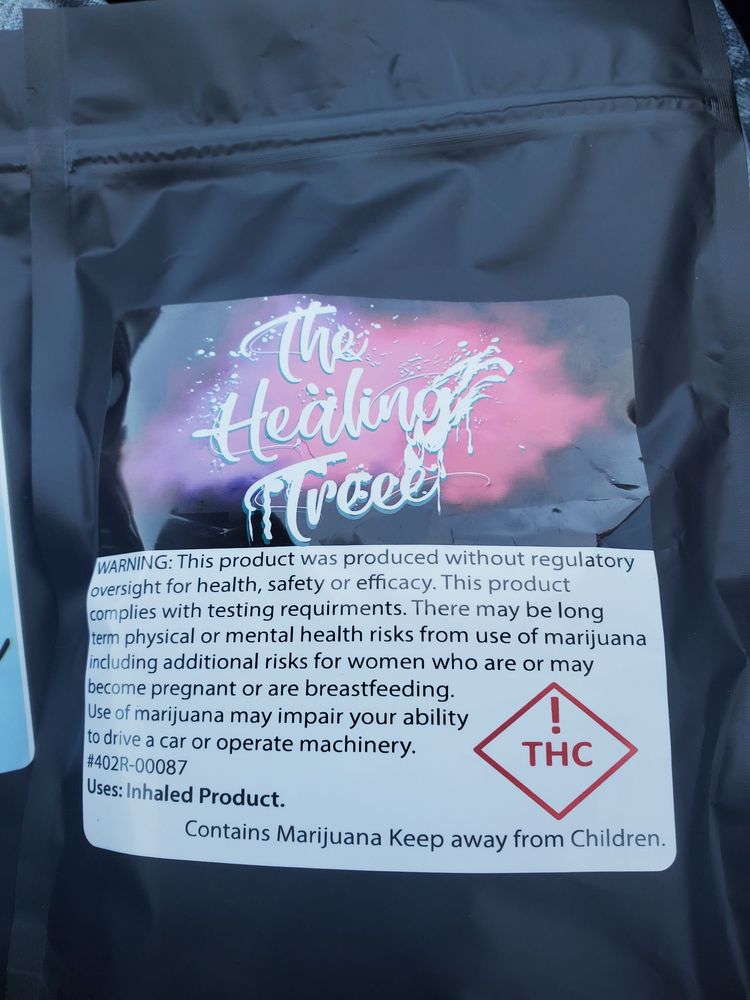 The
Healing
Treee
WARNING: This product was produced without regulatory
oversight for health, safety or efficacy. This product
complies with testing requirments. There may be long
term physical or mental health risks from use of marijuana
including additional risks for women who are or may
become pregnant or are breastfeeding.
Use of marijuana may impair your ability
to drive a car or operate machinery.
#402R-00087
Uses: Inhaled Product.
!
THC
Contains Marijuana Keep away from Children.